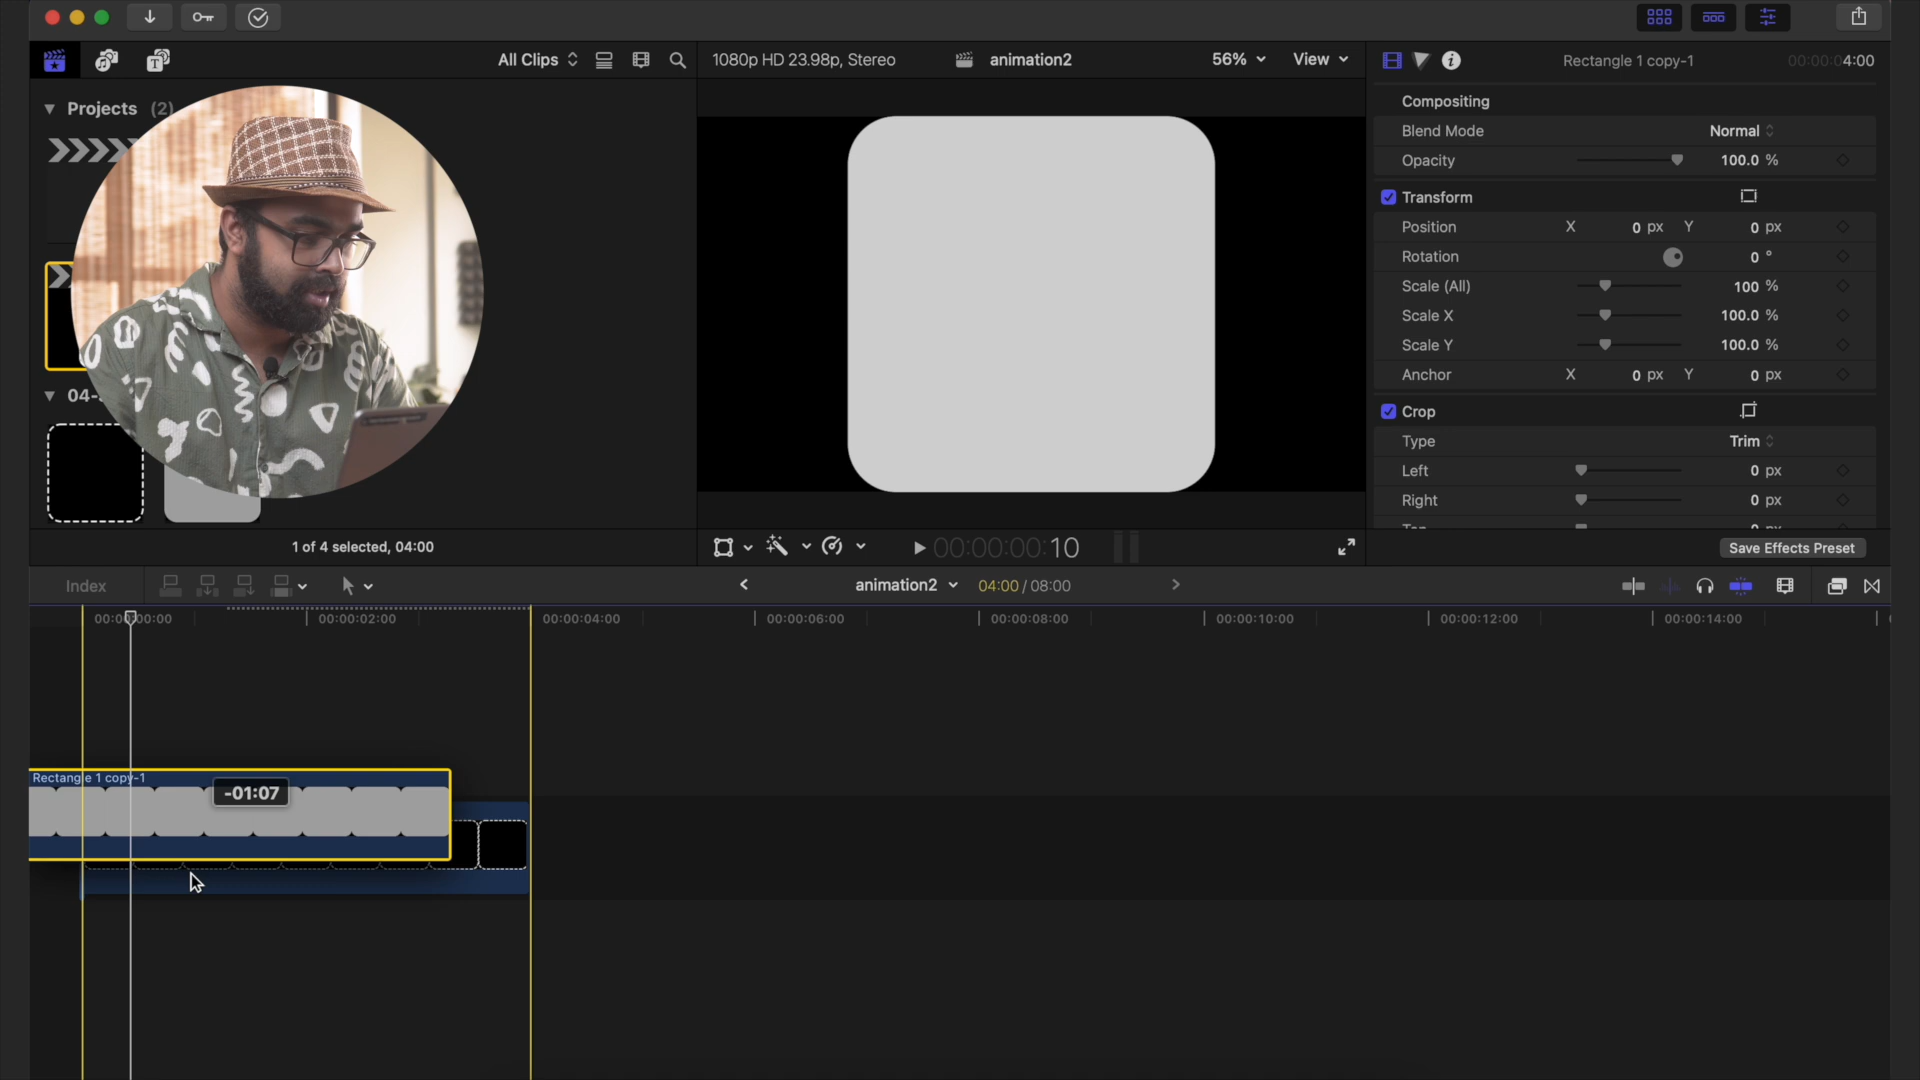 All Clips
1080p HD 23.98p, Stereo
animation2
56%
View
Rectangle 1 copy-1
00:00:04:00
Projects (2)
Compositing
Blend Mode Normal
Opacity 100.0 %
Transform
Position X 0 px Y 0 px
Rotation 0 °
Scale (All) 100 %
Scale X 100.0 %
Scale Y 100.0 %
Anchor X 0 px Y 0 px
04-
Crop
Type Trim
Left 0 px
Right 0 px
1 of 4 selected, 04:00
00:00:00:10
Save Effects Preset
Index
animation2
04:00 / 08:00
00:00:00:00 00:00:02:00 00:00:04:00 00:00:06:00 00:00:08:00 00:00:10:00 00:00:12:00 00:00:14:00
Rectangle 1 copy-1
-01:07